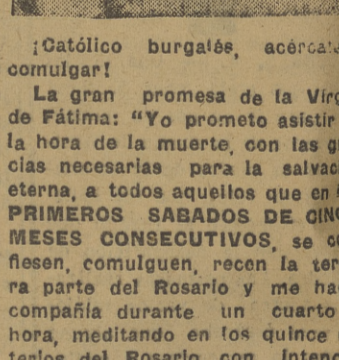 ¡Católico burgalés, acérca
comulgar!
La gran promesa de la Vir
de Fátima: "Yo prometo asistir
la hora de la muerte, con las g
cias necesarias para la salvac
eterna, a todos aquellos que en
PRIMEROS SABADOS DE CIN
MESES CONSECUTIVOS, se c
fiesen, comulguen, recen la ter
ra parte del Rosario y me ha
compañía durante un cuarto
hora, meditando en los quince
terios del Rosario con inten